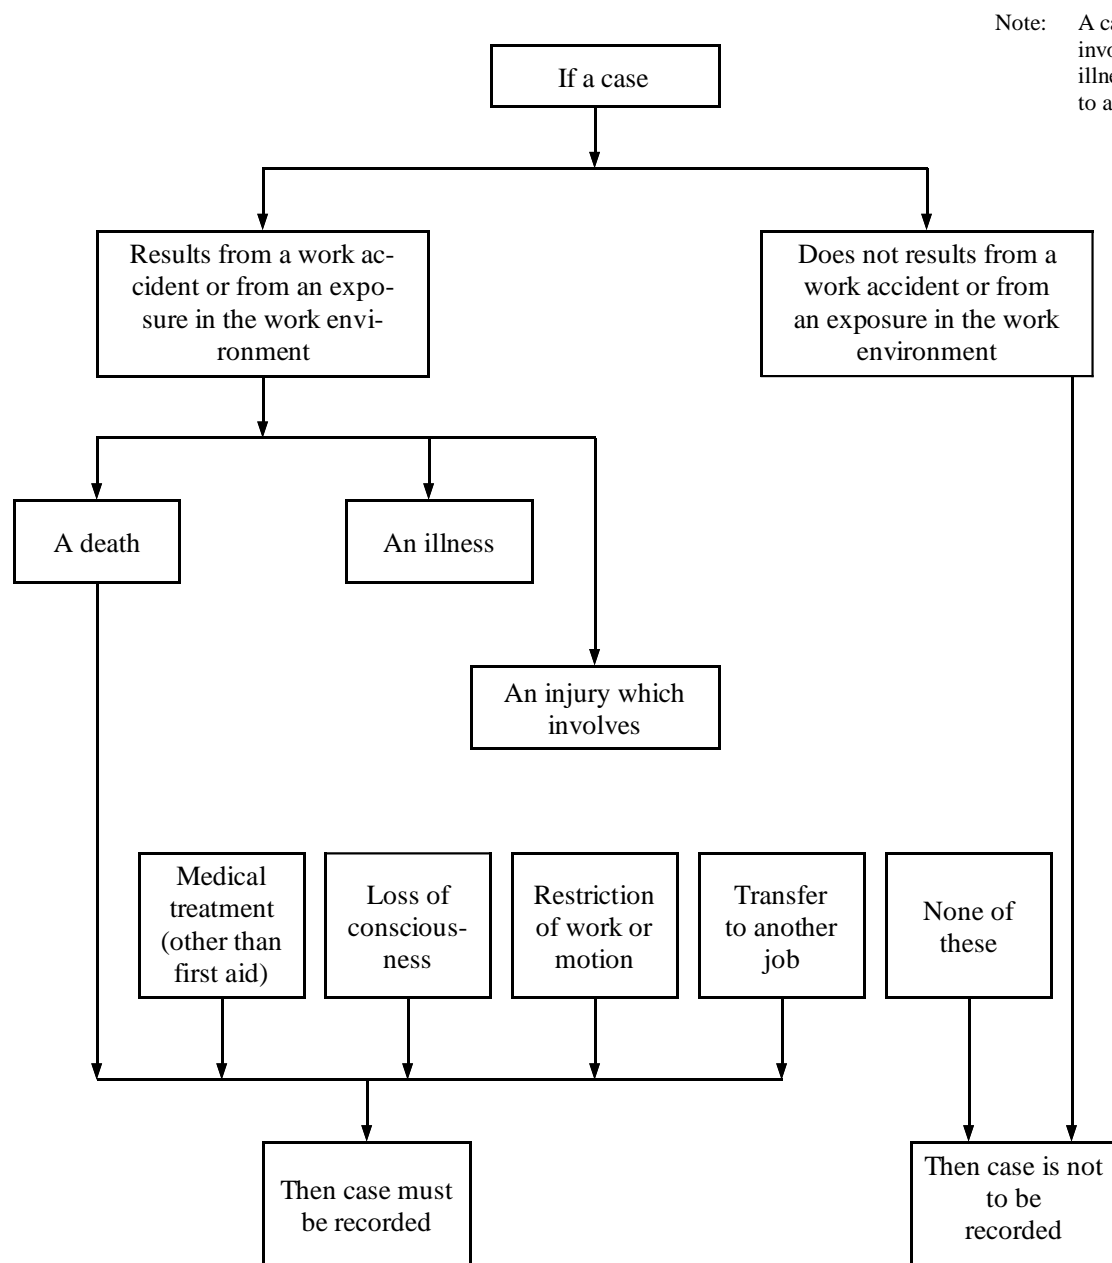 Note:
If a case
to a
Results from a work ac-
cident or from an expo-
sure in the work envi-
ronment
Does not results from a
work accident or from
an exposure in the work
environment
A death
An illness
An injury which
involves
Medical
treatment
(other than
first aid)
Loss of
conscious-
ness
Restriction
of work or
motion
Transfer
to another
job
None of
these
Then case must
be recorded
Then case is not
to be
recorded